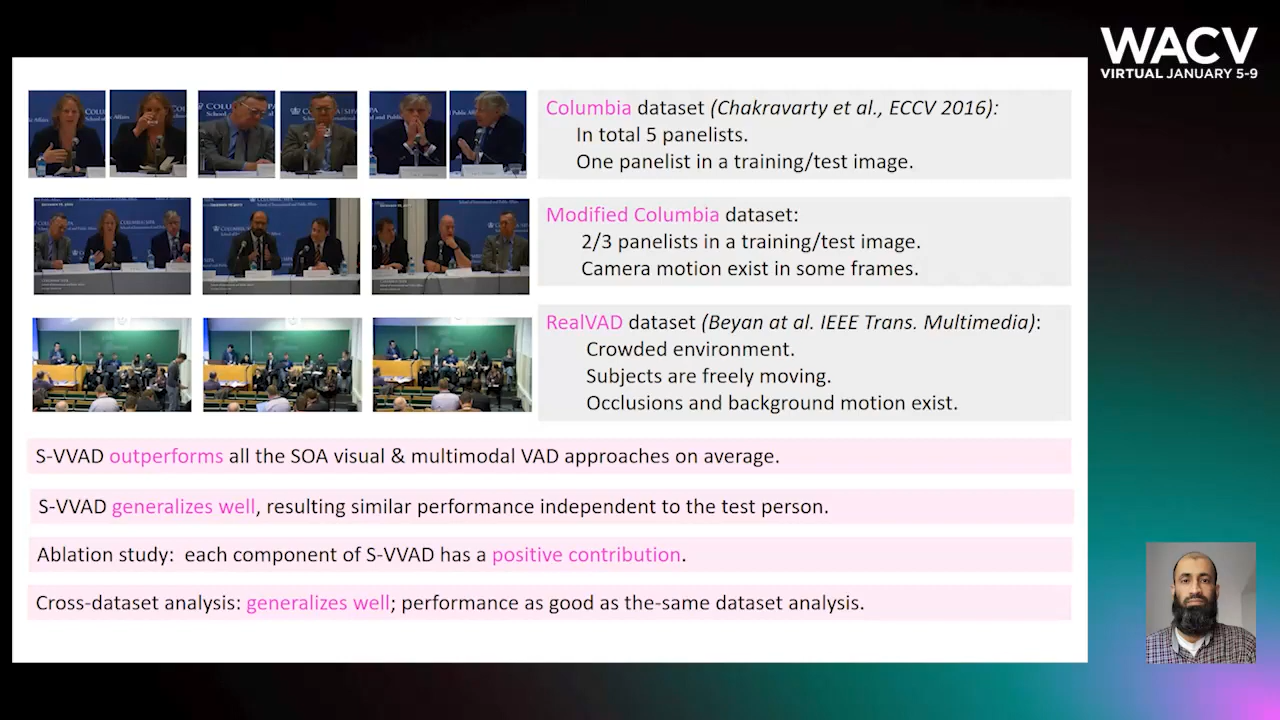 WACV
VIRTUAL JANUARY 5-9
Columbia dataset (Chakravarty et al., ECCV 2016):
In total 5 panelists.
One panelist in a training/test image.
Modified Columbia dataset:
2/3 panelists in a training/test image.
Camera motion exist in some frames.
RealVAD dataset (Beyan at al. IEEE Trans. Multimedia):
Crowded environment.
Subjects are freely moving.
Occlusions and background motion exist.
S-VVAD outperforms all the SOA visual & multimodal VAD approaches on average.
S-VVAD generalizes well, resulting similar performance independent to the test person.
Ablation study: each component of S-VVAD has a positive contribution.
Cross-dataset analysis: generalizes well; performance as good as the-same dataset analysis.